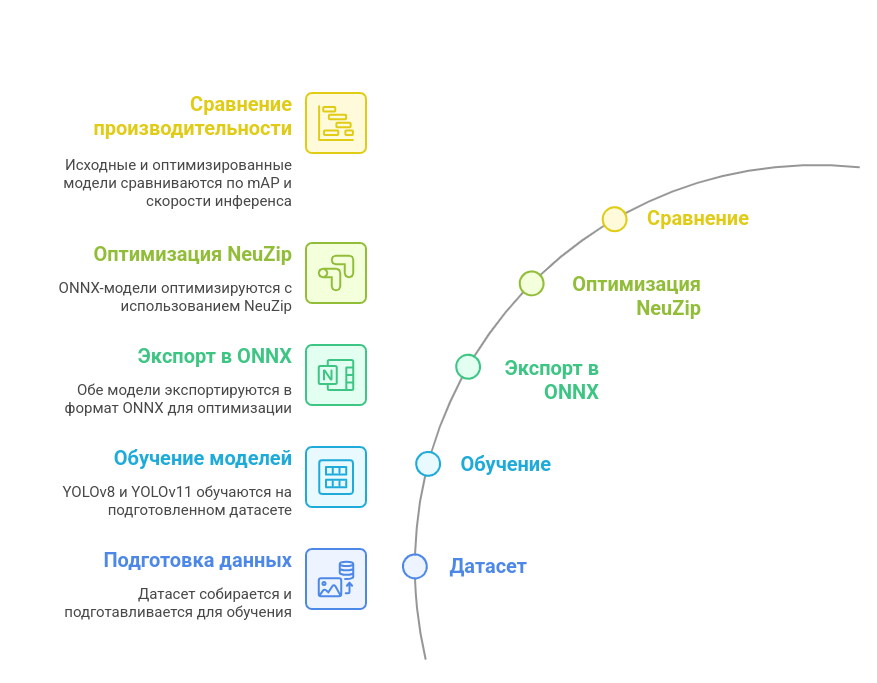 Сравнение
производительности
Исходные и оптимизированные
модели сравниваются по mAP и
скорости инференса
Оптимизация NeuZip
ONNX-модели оптимизируются с
использованием NeuZip
Экспорт в ONNX
Обе модели экспортируются в
формат ONNX для оптимизации
Обучение моделей
YOLOv8 и YOLOv11 обучаются на
подготовленном датасете
Подготовка данных
Датасет собирается и
подготавливается для обучения
Сравнение
Оптимизация
NeuZip
Экспорт в
ONNX
Обучение
Датасет